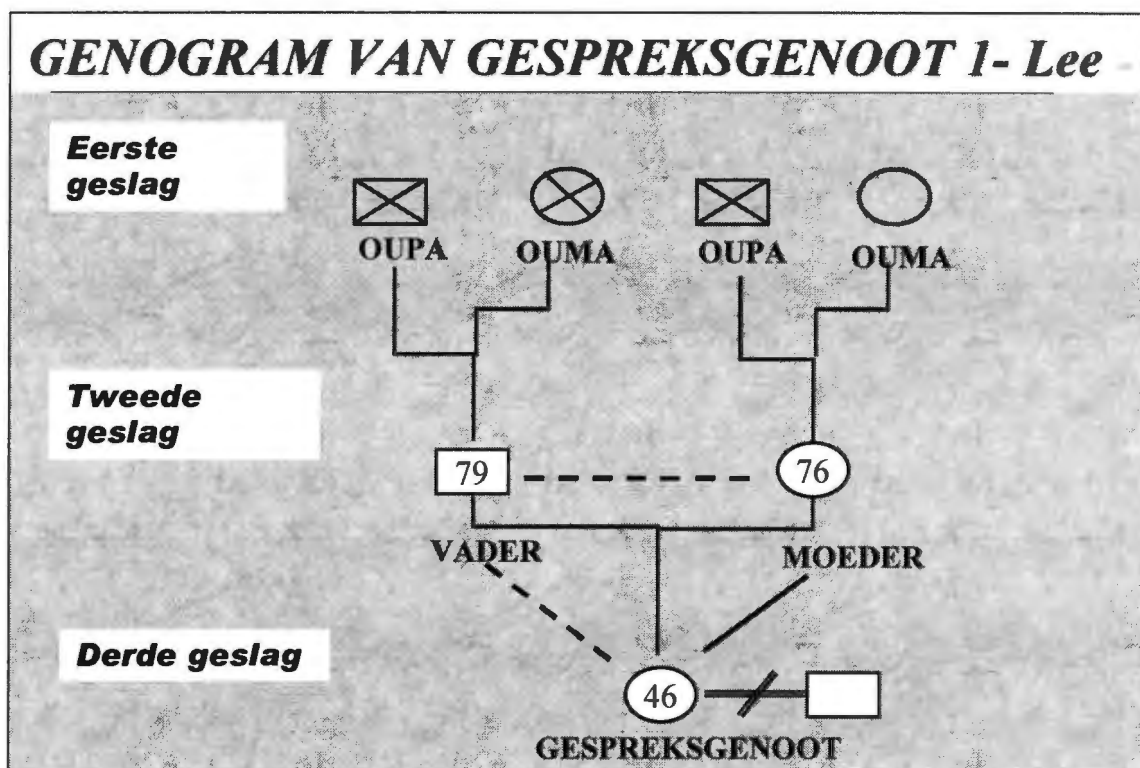 GENOGRAM VAN GESPREKSGENOOT 1- Lee
Eerste
geslag
OUPA OUMA OUPA OUMA
Tweede
geslag
79 76
VADER MOEDER
Derde geslag
46
GESPREKSGENOOT